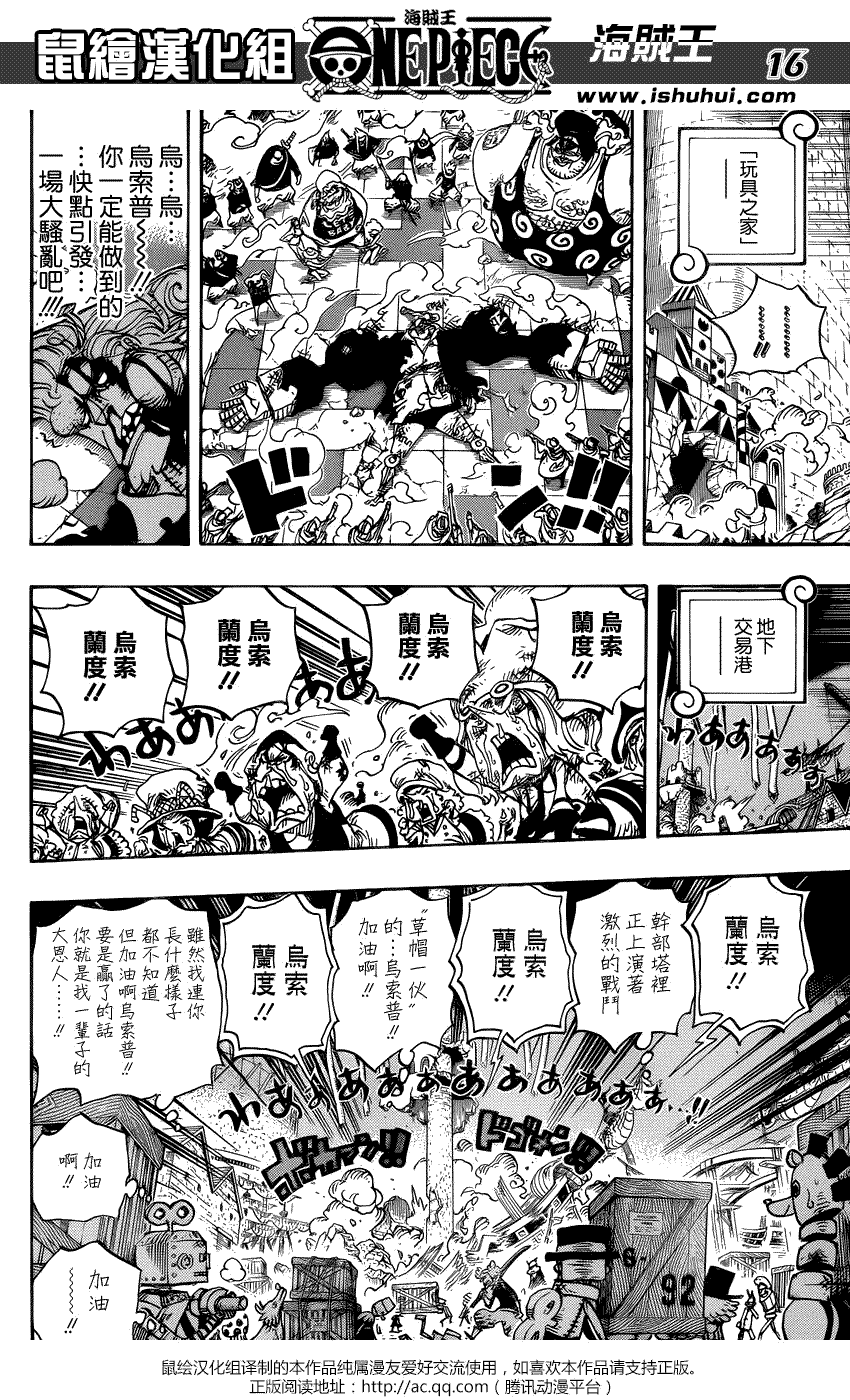 鼠繪漢化組
海賊王
ONE PIECE
海賊王
16
www.ishuhui.com
「玩具之家」
——
~~~~~~!!
~~~~~~
ドーン!!
烏…烏…
烏索普~~~!!
你一定能做到的
…快點引發…
一場大騷亂吧!!!
地下
交易港
——
わあああぁぁ
烏索
蘭度!!
烏索
蘭度!!
烏索
蘭度!!
烏索
蘭度!!
ああぁ
わあああ
幹部塔裡
正上演著
激烈的戰鬥
烏索
蘭度!!
〝草帽一伙〞
的…烏索普!!
加油啊!!
烏索
蘭度!!
雖然我連你
長什麼樣子
都不知道
但加油啊烏索普!!
要是贏了的話
你就是我一輩子的
大恩人……!!
わああああああああああ…!!
加油
啊!!
加油
~~~~!!
S-
92
鼠绘汉化组译制的本作品纯属漫友爱好交流使用，如喜欢本作品请支持正版。
正版阅读地址：http://ac.qq.com（腾讯动漫平台）